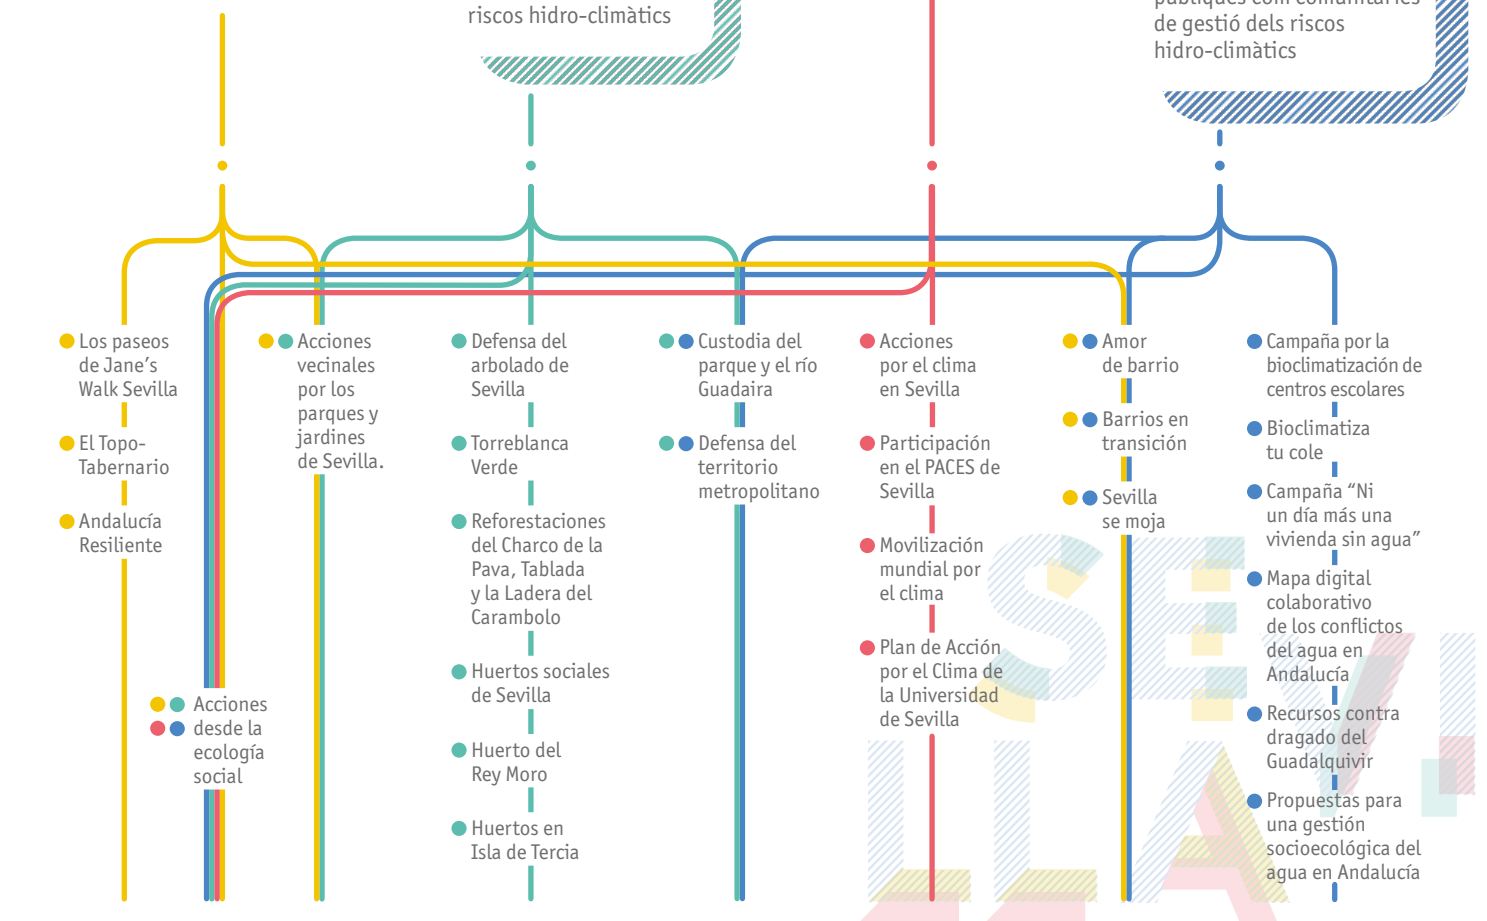 riscos hidro-climàtics
públiques com comunitàries
de gestió dels riscos
hidro-climàtics
Los paseos
de Jane’s
Walk Sevilla
El Topo-
Tabernario
Andalucía
Resiliente
Acciones
desde la
ecología
social
Acciones
vecinales
por los
parques y
jardines
de Sevilla.
Defensa del
arbolado de
Sevilla
Torreblanca
Verde
Reforestaciones
del Charco de la
Pava, Tablada
y la Ladera del
Carambolo
Huertos sociales
de Sevilla
Huerto del
Rey Moro
Huertos en
Isla de Tercia
Custodia del
parque y el río
Guadaira
Defensa del
territorio
metropolitano
Acciones
por el clima
en Sevilla
Participación
en el PACES de
Sevilla
Movilización
mundial por
el clima
Plan de Acción
por el Clima de
la Universidad
de Sevilla
Amor
de barrio
Barrios en
transición
Sevilla
se moja
Campaña por la
bioclimatización de
centros escolares
Bioclimatiza
tu cole
Campaña “Ni
un día más una
vivienda sin agua”
Mapa digital
colaborativo
de los conflictos
del agua en
Andalucía
Recursos contra
dragado del
Guadalquivir
Propuestas para
una gestión
socioecológica del
agua en Andalucía
SEVI
LLA